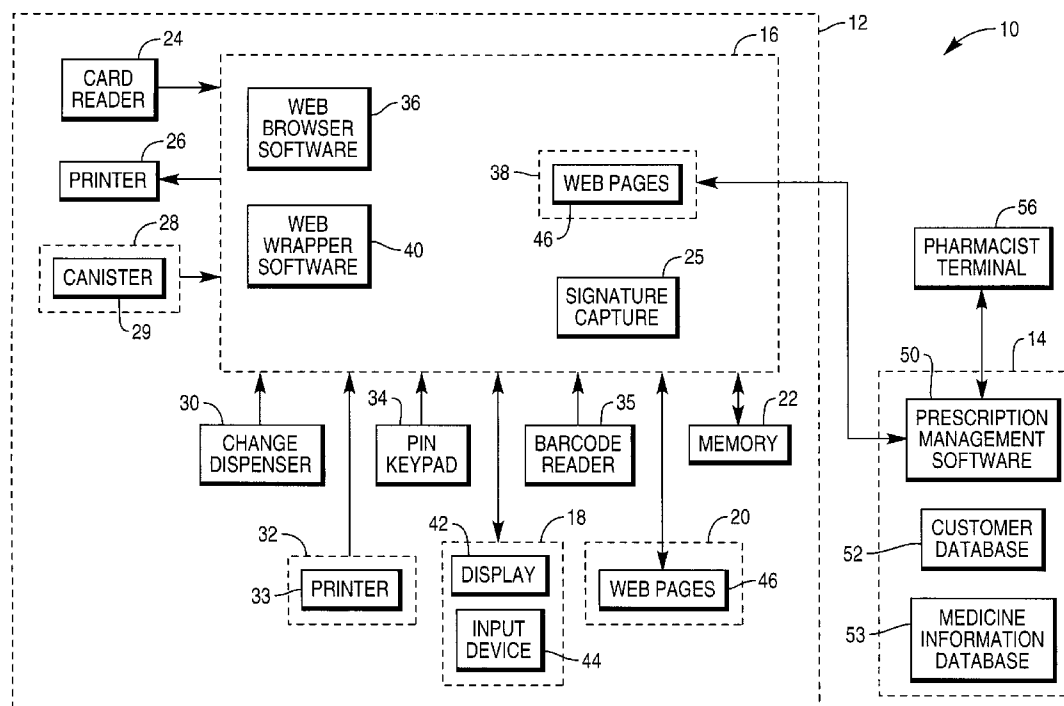 12
16
10
24
CARD
READER
26
PRINTER
28
CANISTER
29
WEB
BROWSER
SOFTWARE
36
WEB
WRAPPER
SOFTWARE
40
38
WEB PAGES
46
25
SIGNATURE
CAPTURE
56
PHARMACIST
TERMINAL
14
50
PRESCRIPTION
MANAGEMENT
SOFTWARE
52
CUSTOMER
DATABASE
53
MEDICINE
INFORMATION
DATABASE
30
CHANGE
DISPENSER
34
PIN
KEYPAD
35
BARCODE
READER
22
MEMORY
32
33
PRINTER
18
42
DISPLAY
INPUT
DEVICE
44
20
WEB PAGES
46